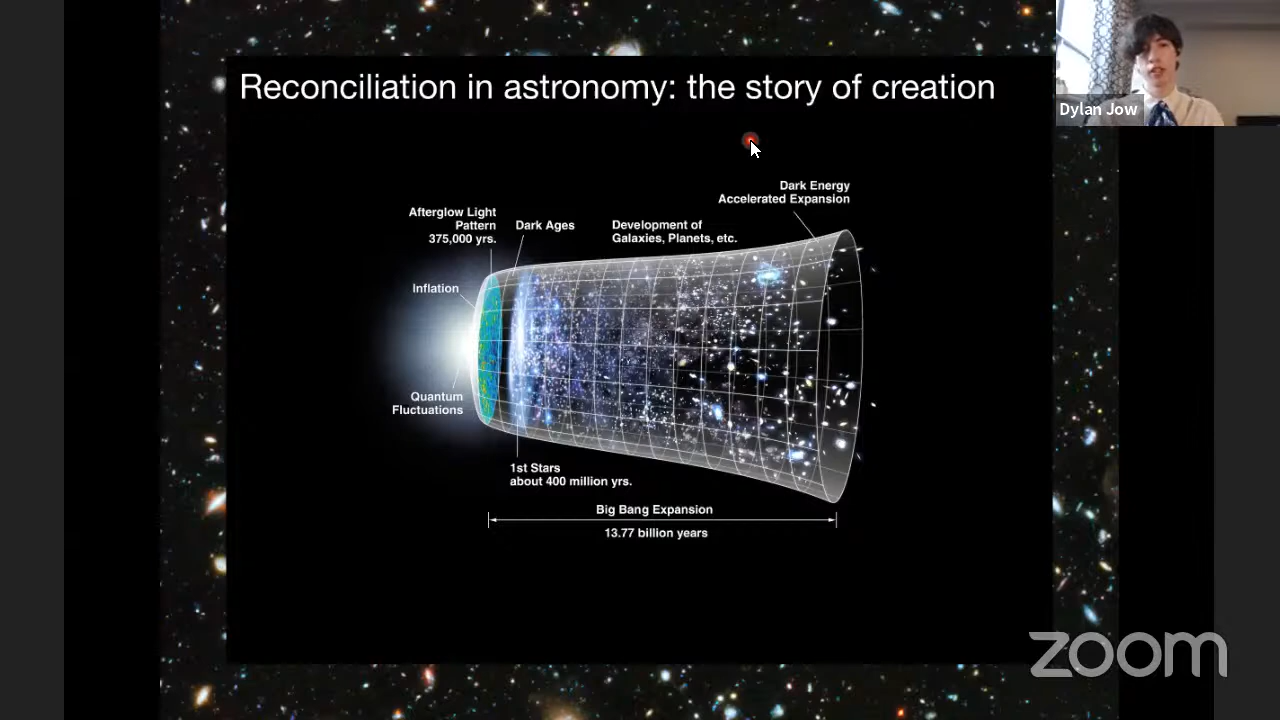 Reconciliation in astronomy: the story of creation
Dylan Jow
Dark Energy
Accelerated Expansion
Afterglow Light
Pattern
375,000 yrs.
Dark Ages
Development of
Galaxies, Planets, etc.
Inflation
Quantum
Fluctuations
1st Stars
about 400 million yrs.
Big Bang Expansion
13.77 billion years
zoom